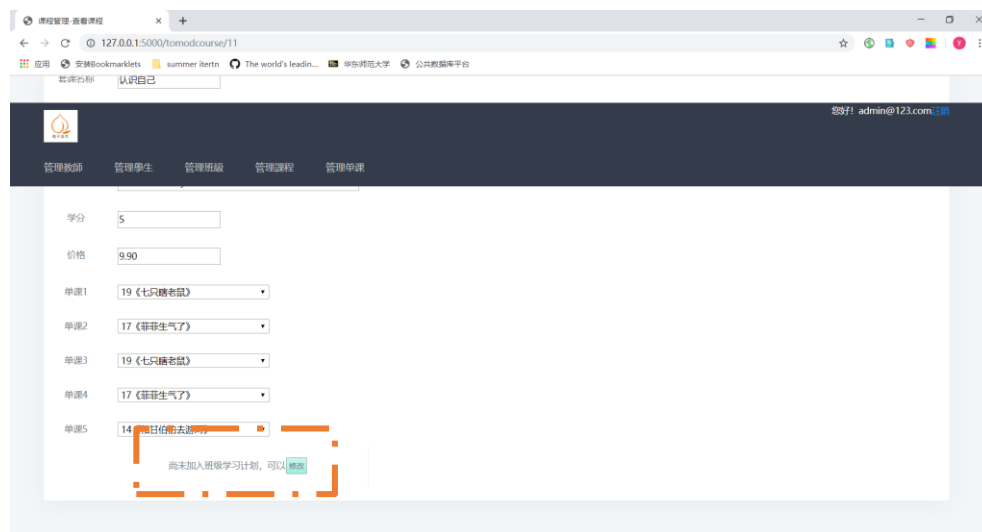 课程管理-查看课程
127.0.0.1:5000/tomodcourse/11
应用 安装Bookmarklets summer itertn The world's leadin... 华东师范大学 公共数据库平台
套课名称 认识自己
您好! admin@123.com注销
管理教師 管理學生 管理班級 管理課程 管理单课
学分 5
价格 9.90
单课1 19《七只瞎老鼠》
单课2 17《菲菲生气了》
单课3 19《七只瞎老鼠》
单课4 17《菲菲生气了》
单课5 14
尚未加入班级学习计划，可以 修改